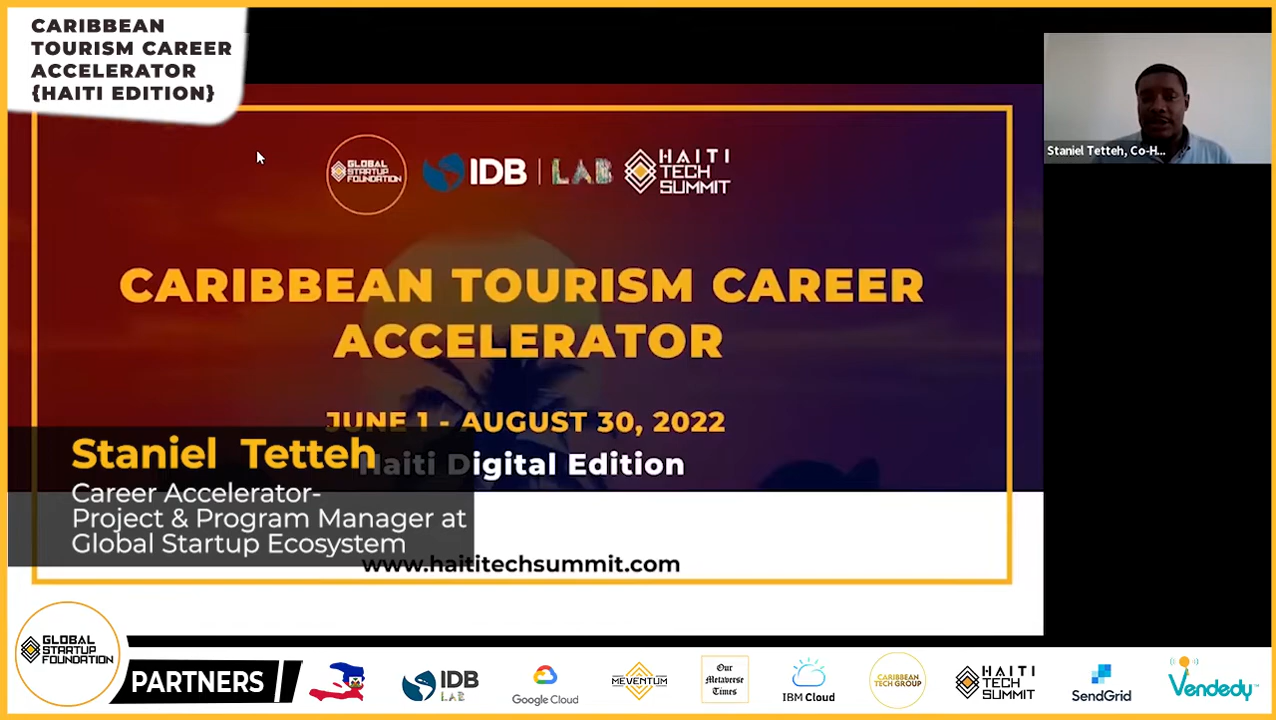 CARIBBEAN
TOURISM CAREER
ACCELERATOR
{HAITI EDITION}
Staniel Tetteh, Co-H...
GLOBAL
STARTUP
FOUNDATION
IDB | LAB
HAITI
TECH
SUMMIT
CARIBBEAN TOURISM CAREER
ACCELERATOR
JUNE 1 - AUGUST 30, 2022
Haiti Digital Edition
Staniel Tetteh
Career Accelerator-
Project & Program Manager at
Global Startup Ecosystem
www.haititechsummit.com
GLOBAL
STARTUP
FOUNDATION
PARTNERS
IDB
LAB
Google Cloud
MEVENTUM
Our
Metaverse
Times
IBM Cloud
CARIBBEAN
TECH GROUP
HAITI
TECH
SUMMIT
SendGrid
Vendedy